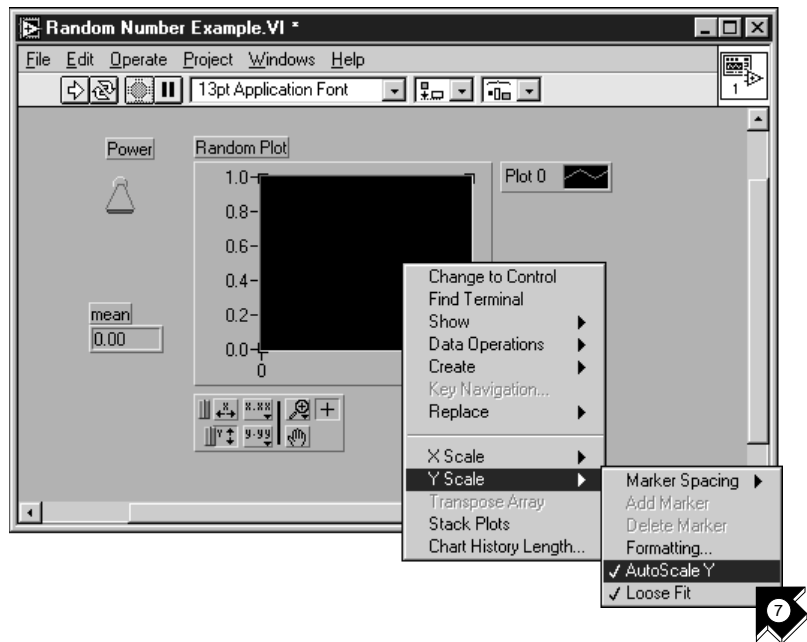 Random Number Example.VI *
File Edit Operate Project Windows Help
13pt Application Font
1
Power
Random Plot
Plot 0
1.0
0.8
0.6
0.4
0.2
0.0
0
mean
0.00
X X.XX
Y Y.YY
Change to Control
Find Terminal
Show
Data Operations
Create
Key Navigation...
Replace
X Scale
Y Scale
Transpose Array
Stack Plots
Chart History Length...
Marker Spacing
Add Marker
Delete Marker
Formatting...
✓ AutoScale Y
✓ Loose Fit
7